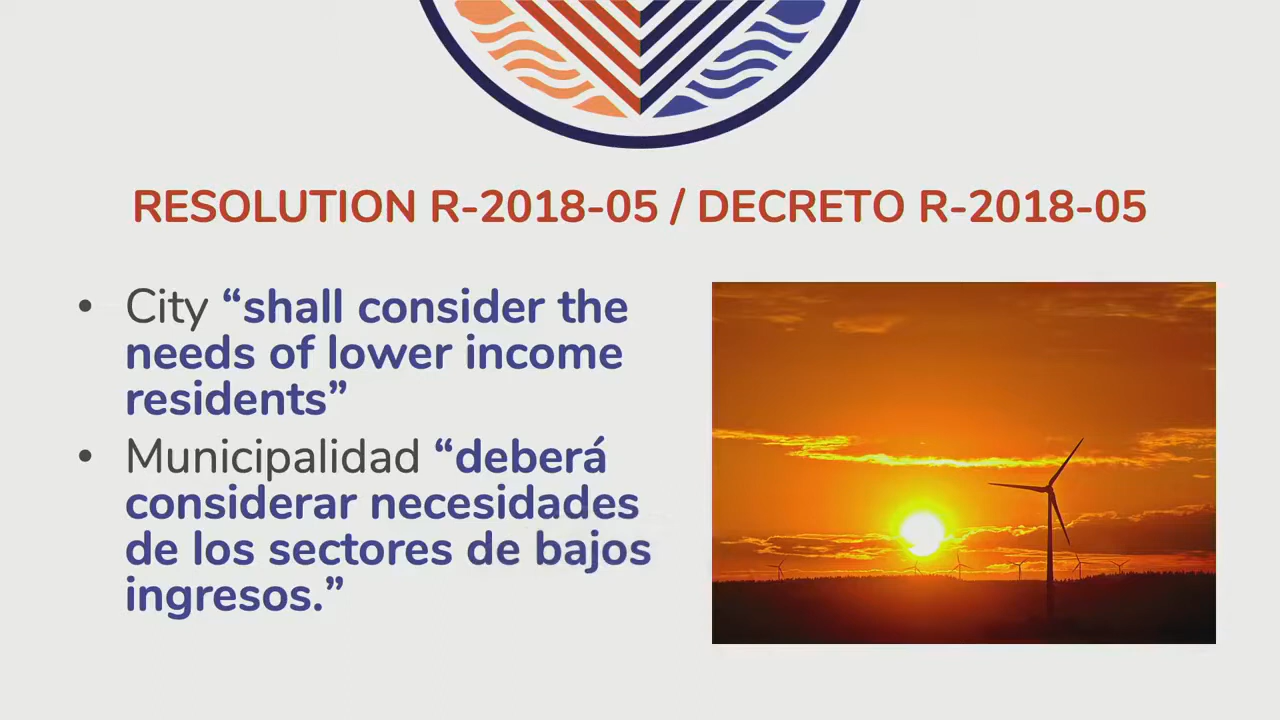 RESOLUTION R-2018-05 / DECRETO R-2018-05
• City “shall consider the
needs of lower income
residents”
• Municipalidad “deberá
considerar necesidades
de los sectores de bajos
ingresos.”